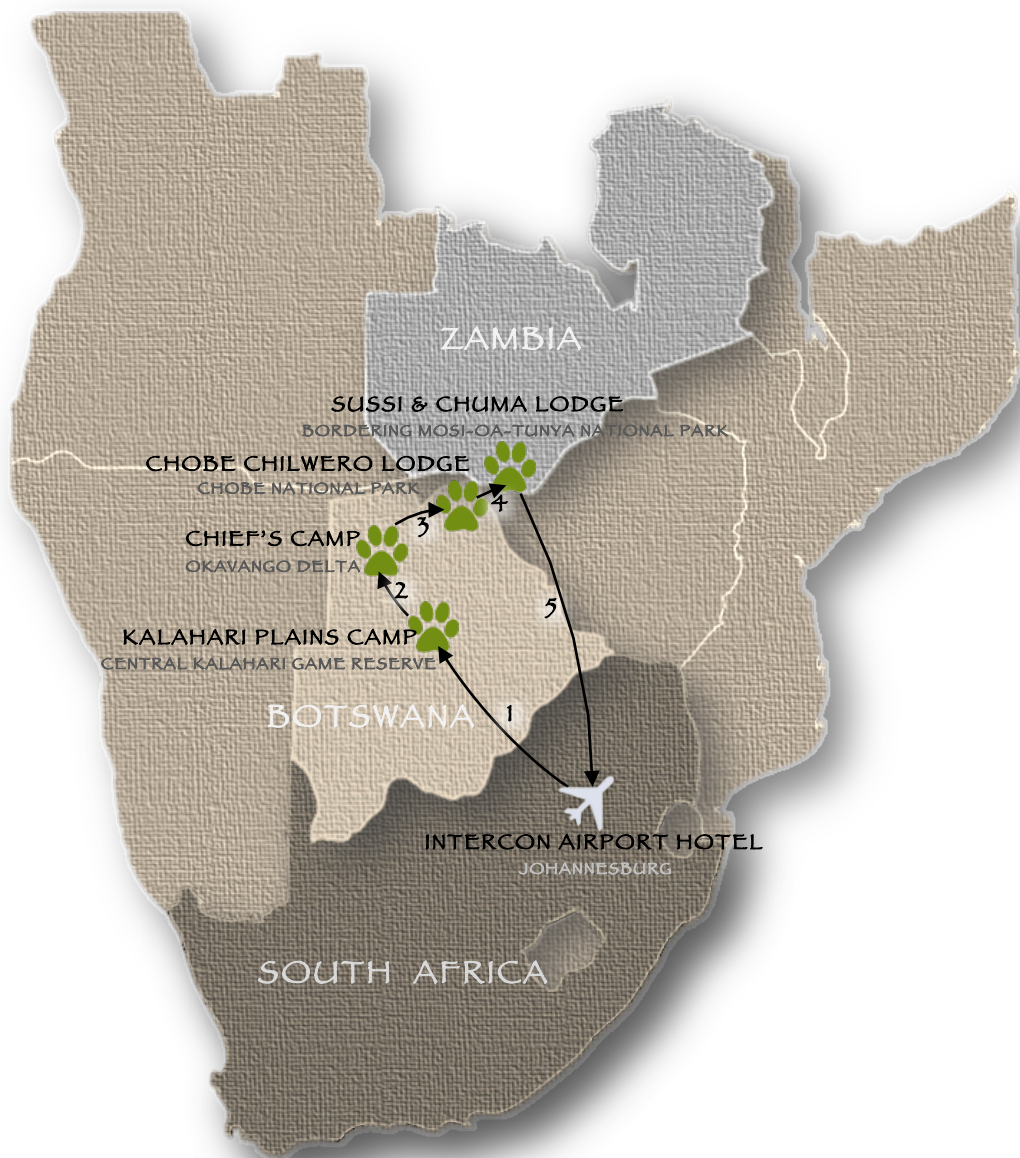 ZAMBIA
SUSSI & CHUMA LODGE
BORDERING MOSI-OA-TUNYA NATIONAL PARK
CHOBE CHILWERO LODGE
CHOBE NATIONAL PARK
4
3
CHIEF'S CAMP
OKAVANGO DELTA
2
5
KALAHARI PLAINS CAMP
CENTRAL KALAHARI GAME RESERVE
BOTSWANA
1
INTERCON AIRPORT HOTEL
JOHANNESBURG
SOUTH AFRICA